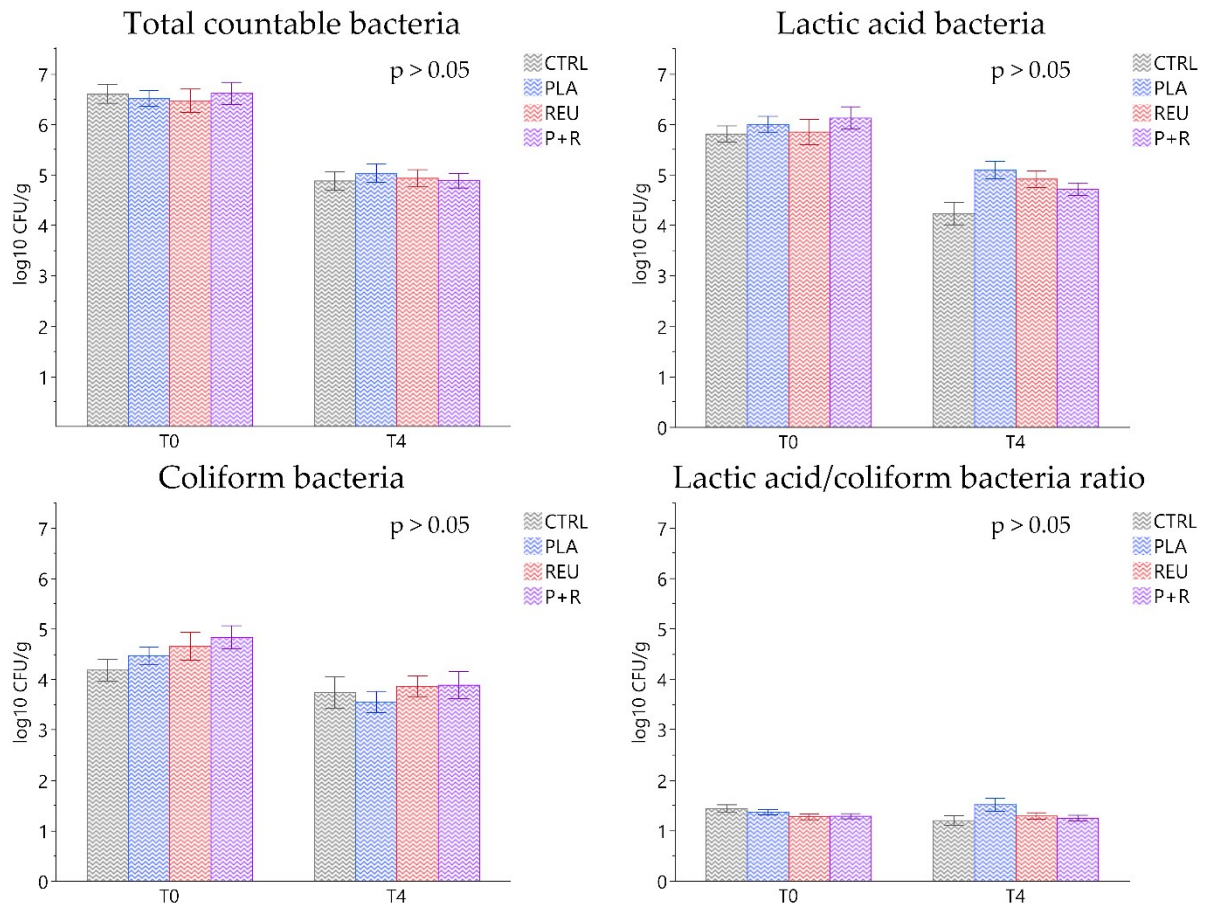 Total countable bacteria
p > 0.05
CTRL
PLA
REU
P+R
log10 CFU/g
7
6
5
4
3
2
1
T0
T4
Lactic acid bacteria
p > 0.05
CTRL
PLA
REU
P+R
log10 CFU/g
7
6
5
4
3
2
1
0
T0
T4
Coliform bacteria
p > 0.05
CTRL
PLA
REU
P+R
log10 CFU/g
7
6
5
4
3
2
1
0
T0
T4
Lactic acid/coliform bacteria ratio
p > 0.05
CTRL
PLA
REU
P+R
log10 CFU/g
7
6
5
4
3
2
1
0
T0
T4